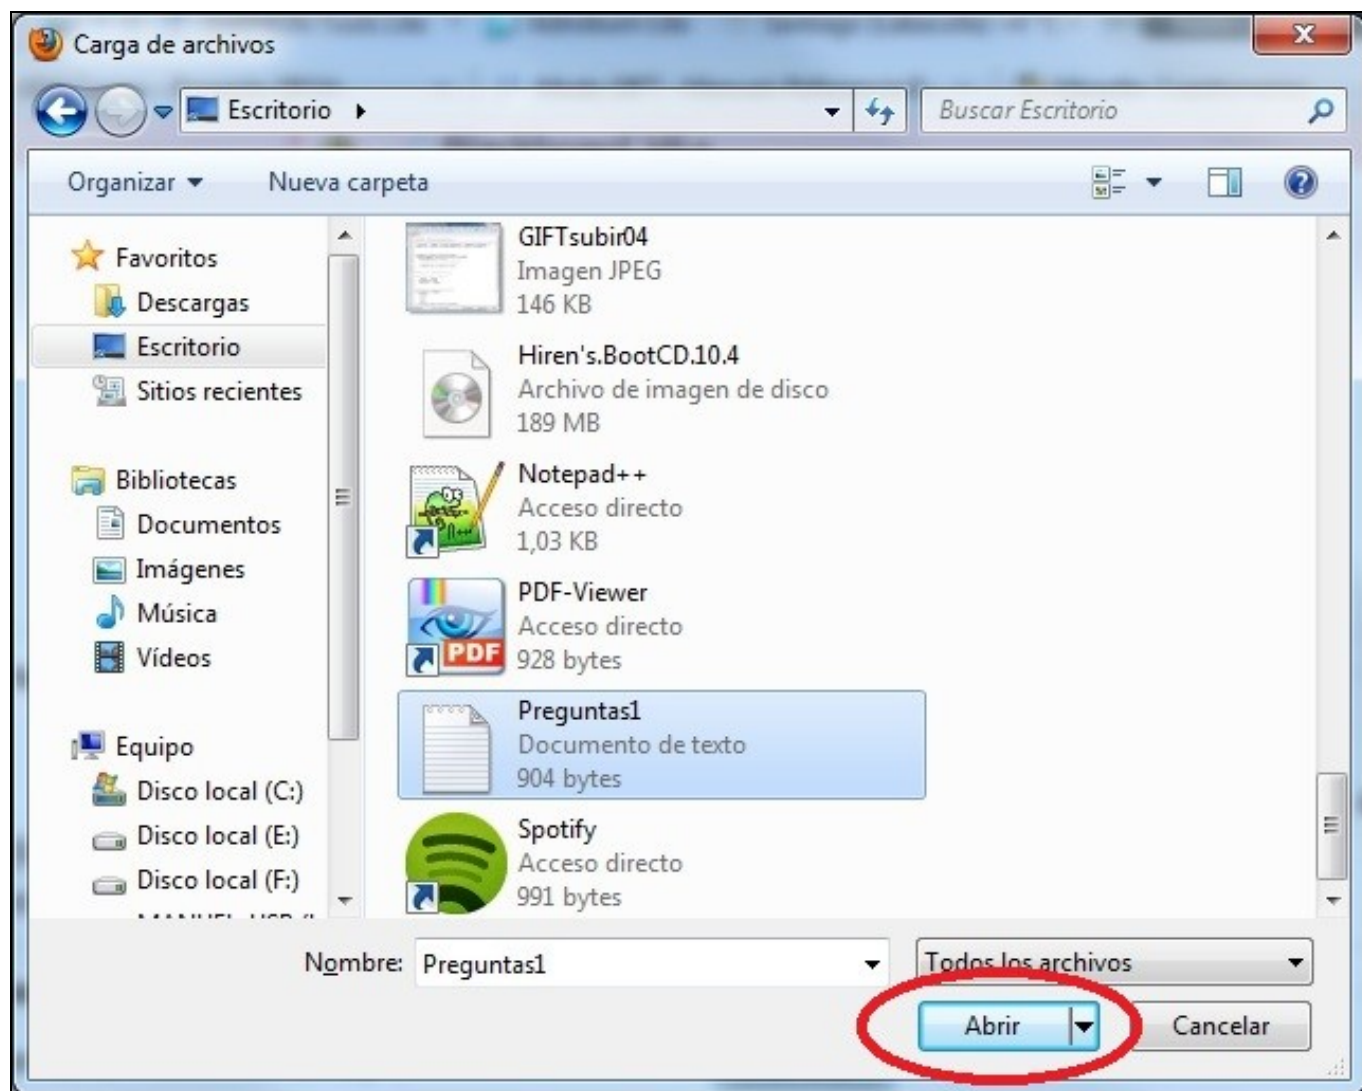 Carga de archivos
Escritorio
Buscar Escritorio
Organizar
Nueva carpeta
Favoritos
Descargas
Escritorio
Sitios recientes
Bibliotecas
Documentos
Imágenes
Música
Vídeos
Equipo
Disco local (C:)
Disco local (E:)
Disco local (F:)
GIFTsubir04
Imagen JPEG
146 KB
Hiren's.BootCD.10.4
Archivo de imagen de disco
189 MB
Notepad++
Acceso directo
1,03 KB
PDF-Viewer
Acceso directo
928 bytes
PDF
Preguntas1
Documento de texto
904 bytes
Spotify
Acceso directo
991 bytes
Nombre: Preguntas1
Todos los archivos
Abrir
Cancelar